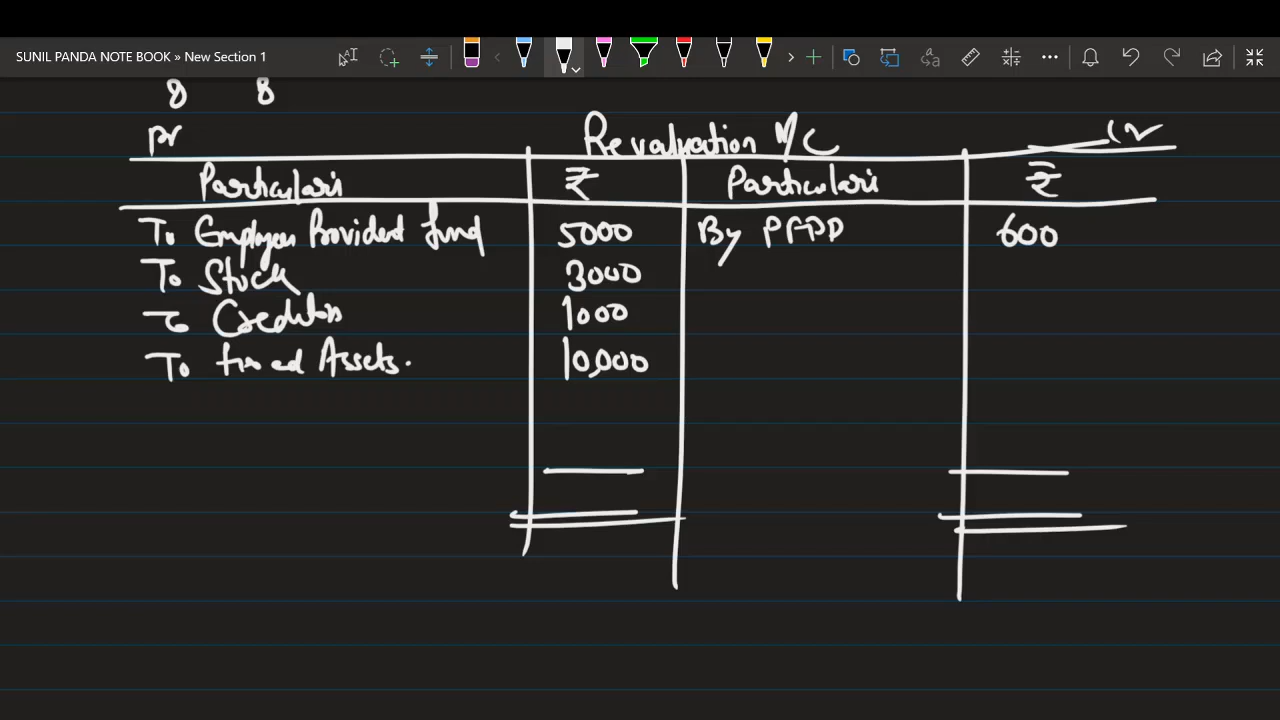 SUNIL PANDA NOTE BOOK » New Section 1
8 8
Dr Revaluation A/C Cr
Particulars ₹ Particulars ₹
To Employees Provident fund 5000 By PFDD 600
To Stock 3000
To Creditors 1000
To fixed Assets. 10,000